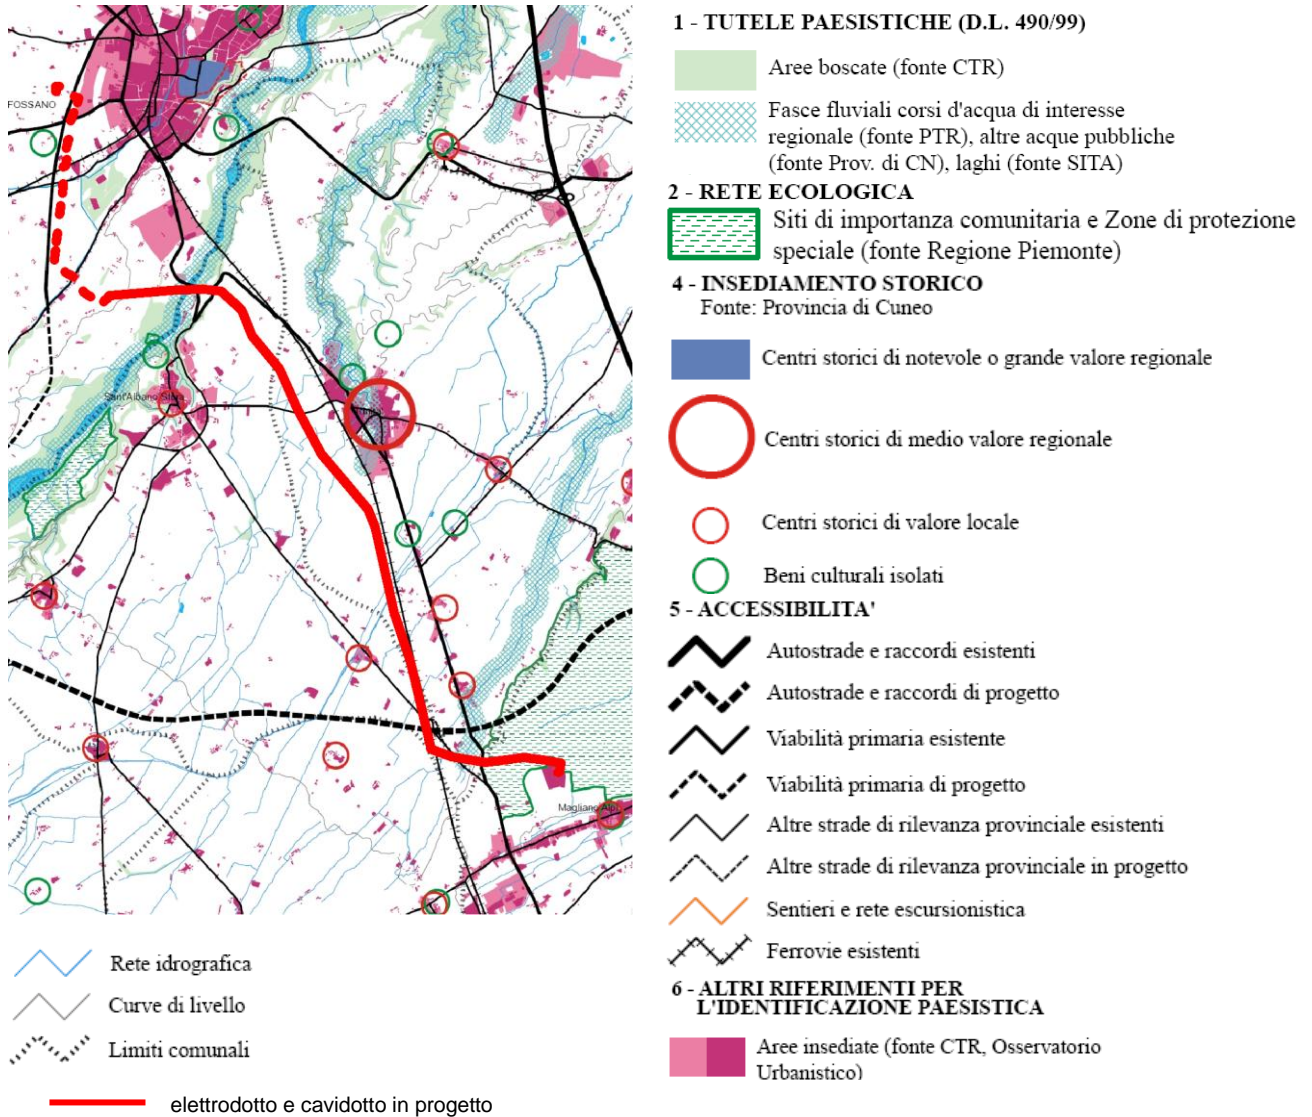 FOSSANO
Sant'Albano Stura
Magliano Alpi
1 - TUTELE PAESISTICHE (D.L. 490/99)
Aree boscate (fonte CTR)
Fasce fluviali corsi d'acqua di interesse
regionale (fonte PTR), altre acque pubbliche
(fonte Prov. di CN), laghi (fonte SITA)
2 - RETE ECOLOGICA
Siti di importanza comunitaria e Zone di protezione
speciale (fonte Regione Piemonte)
4 - INSEDIAMENTO STORICO
Fonte: Provincia di Cuneo
Centri storici di notevole o grande valore regionale
Centri storici di medio valore regionale
Centri storici di valore locale
Beni culturali isolati
5 - ACCESSIBILITA'
Autostrade e raccordi esistenti
Autostrade e raccordi di progetto
Viabilità primaria esistente
Viabilità primaria di progetto
Altre strade di rilevanza provinciale esistenti
Altre strade di rilevanza provinciale in progetto
Sentieri e rete escursionistica
Ferrovie esistenti
6 - ALTRI RIFERIMENTI PER
L'IDENTIFICAZIONE PAESISTICA
Aree insediate (fonte CTR, Osservatorio
Urbanistico)
Rete idrografica
Curve di livello
Limiti comunali
elettrodotto e cavidotto in progetto